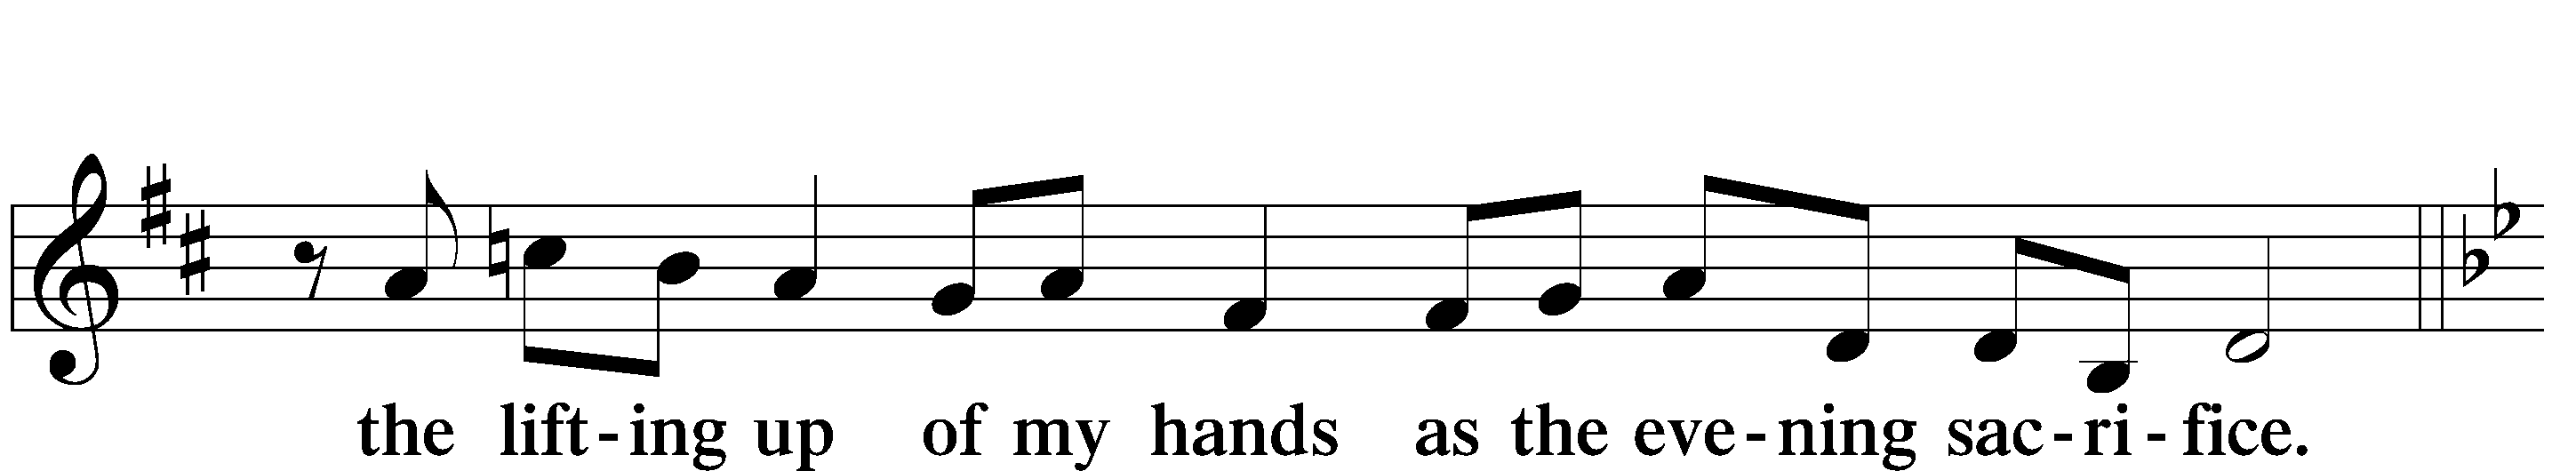 the lift-ing up of my hands as the eve-ning sac-ri-fice.